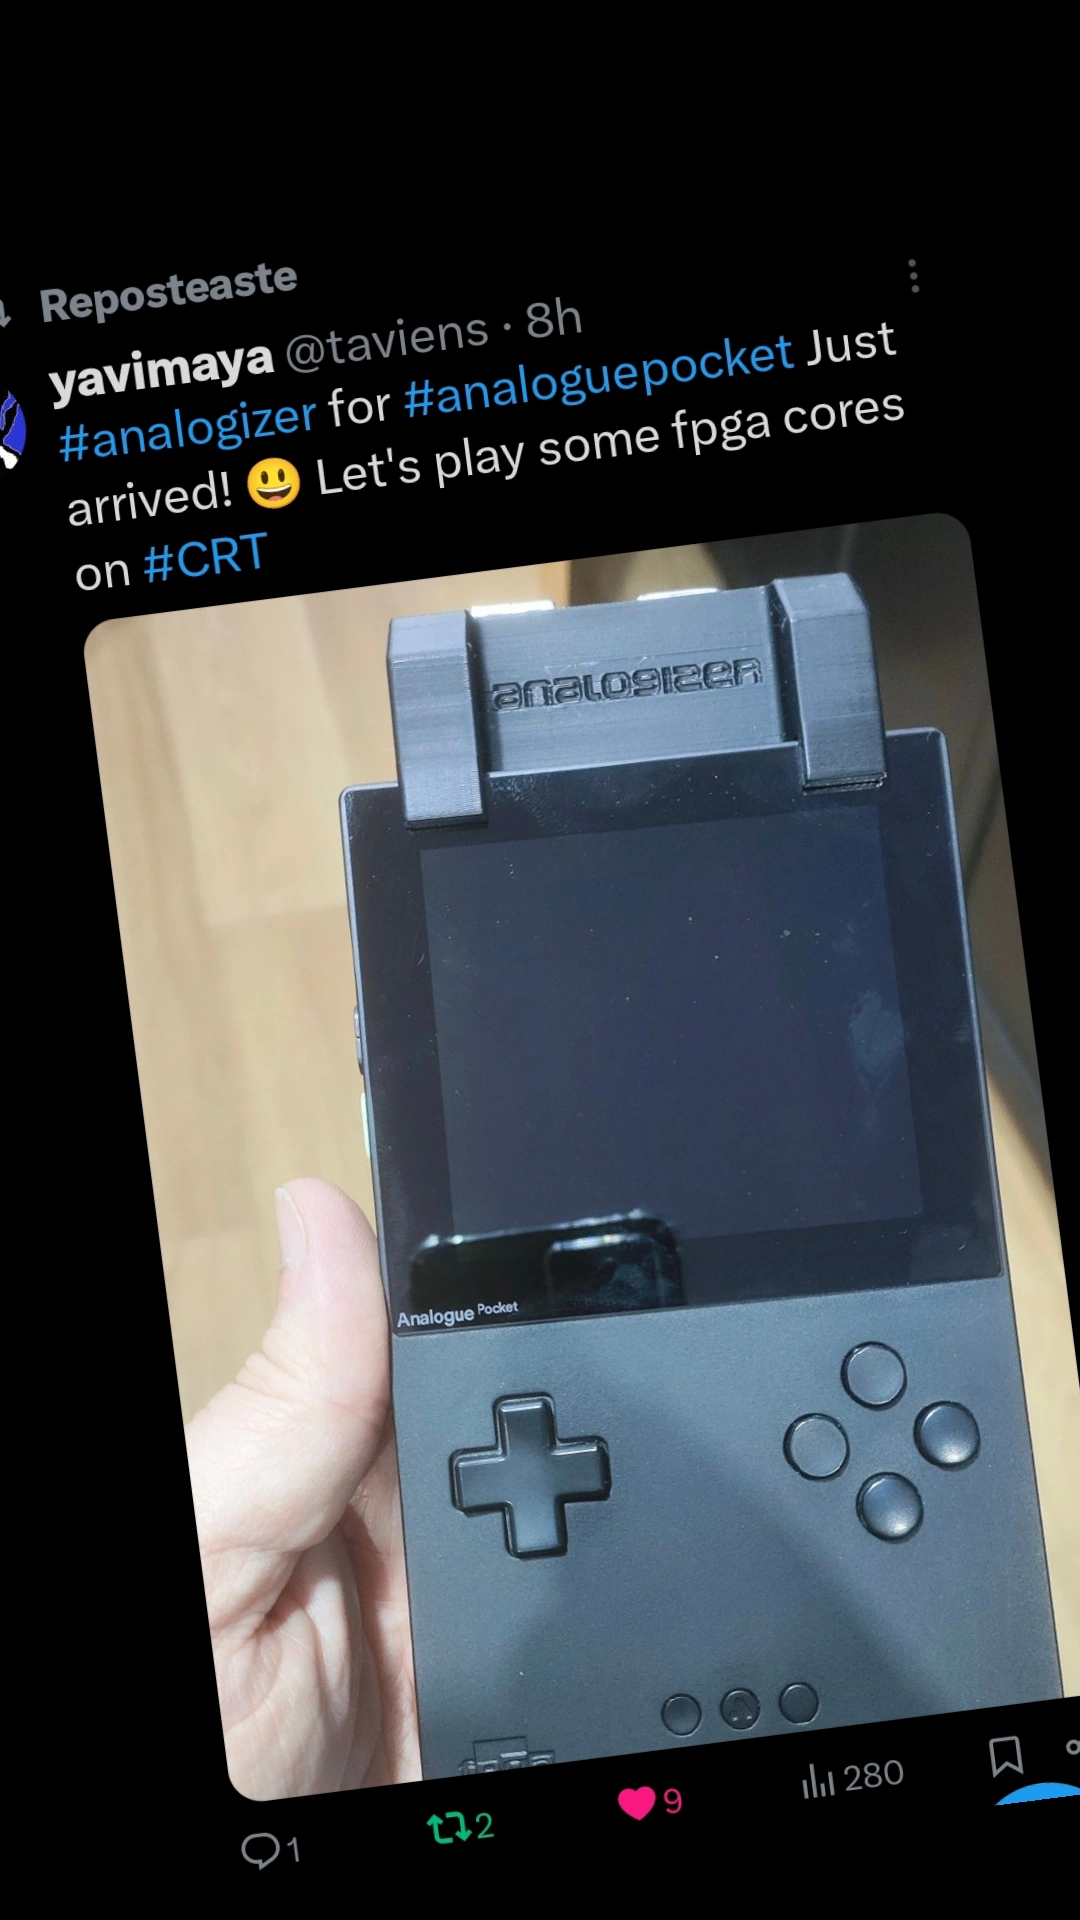 Reposteaste
yavimaya @taviens · 8h
#analogizer for #analoguepocket Just
arrived! 😃 Let's play some fpga cores
on #CRT
analogizer
Analogue Pocket
1
2
9
280